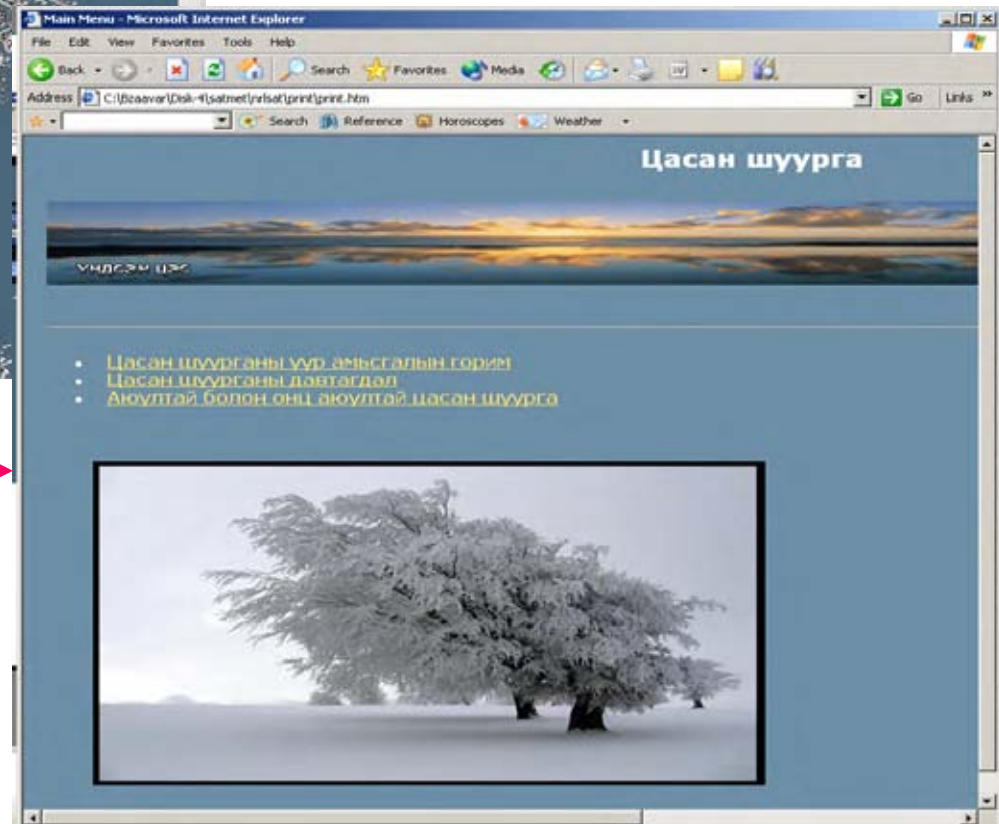 Main Menu - Microsoft Internet Explorer
File Edit View Favorites Tools Help
Back Search Favorites Media W
Address C:\Bzaavar\Disk-4\satmet\nrlsat\print\print.htm Go Links »
Search Reference Horoscopes Weather
Цасан шуурга
үндсэн цэс
Цасан шуурганы уур амьсгалын горим
Цасан шуурганы давтагдал
Аюултай болон онц аюултай цасан шуурга